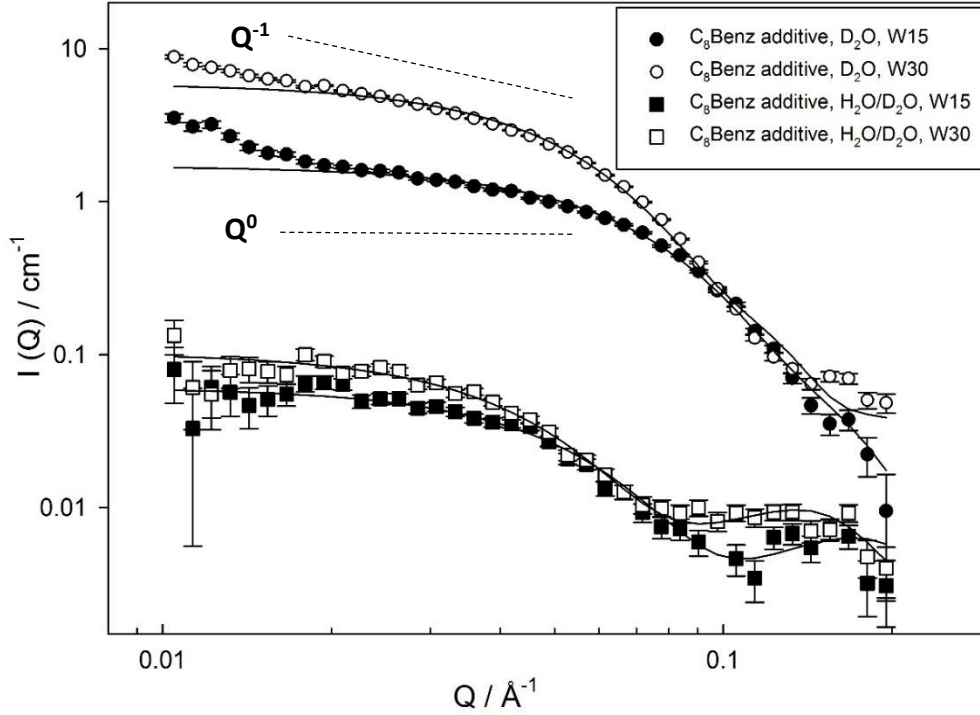 C₈Benz additive, D₂O, W15
C₈Benz additive, D₂O, W30
C₈Benz additive, H₂O/D₂O, W15
C₈Benz additive, H₂O/D₂O, W30
10
1
0.1
0.01
I (Q) / cm⁻¹
Q⁻¹
Q⁰
0.01
0.1
Q / Å⁻¹